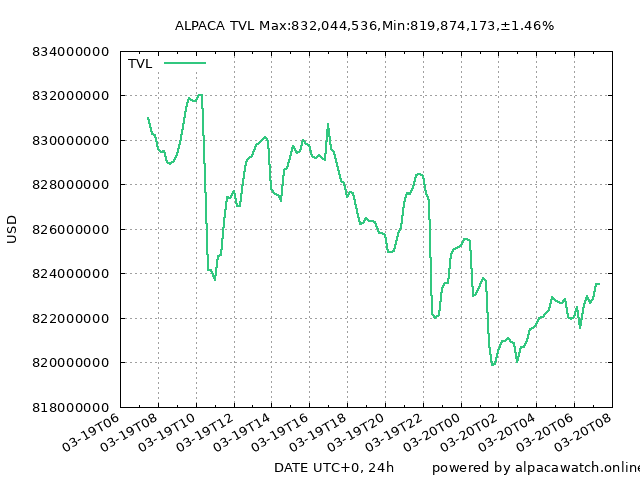 ALPACA TVL Max:832,044,536,Min:819,874,173,±1.46%
834000000
832000000
830000000
828000000
826000000
824000000
822000000
820000000
818000000
TVL
USD
03-19T06
03-19T08
03-19T10
03-19T12
03-19T14
03-19T16
03-19T18
03-19T20
03-19T22
03-20T00
03-20T02
03-20T04
03-20T06
03-20T08
DATE UTC+0, 24h
powered by alpacawatch.online